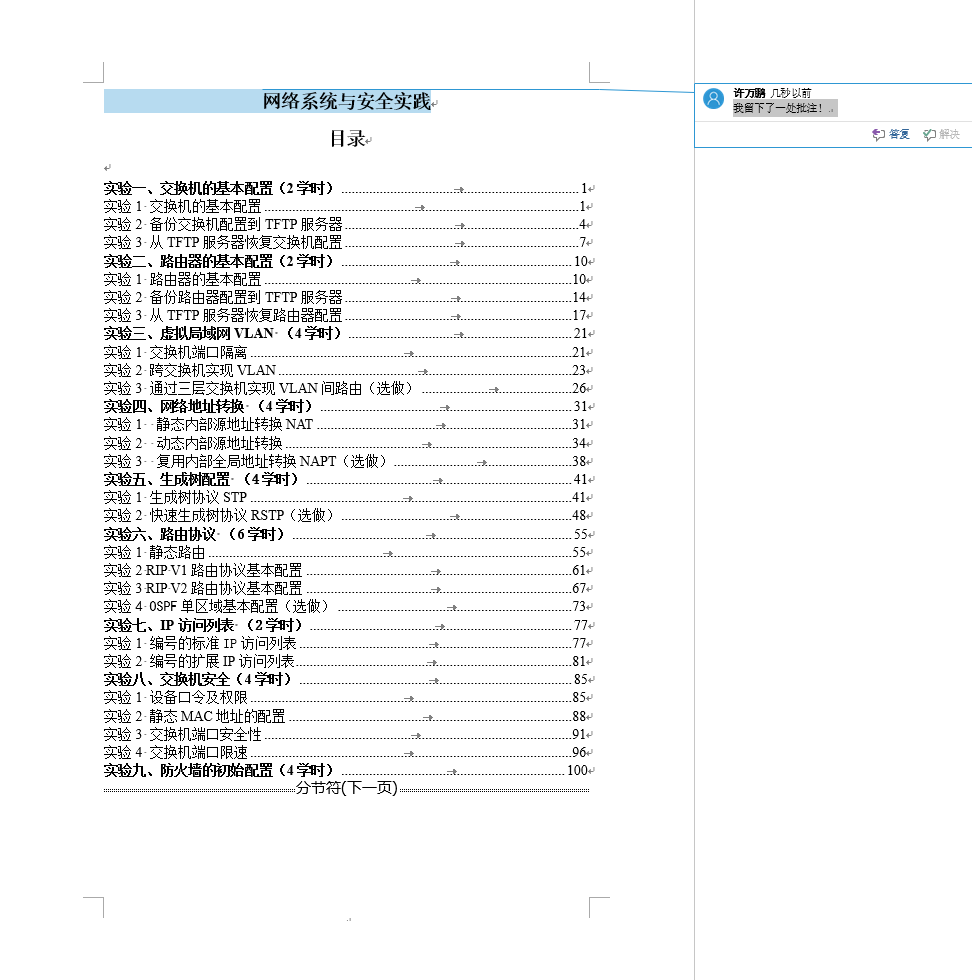 网络系统与安全实践
目录
实验一、交换机的基本配置（2 学时） 1
实验 1 交换机的基本配置 1
实验 2 备份交换机配置到 TFTP 服务器 4
实验 3 从 TFTP 服务器恢复交换机配置 7
实验二、路由器的基本配置（2 学时） 10
实验 1 路由器的基本配置 10
实验 2 备份路由器配置到 TFTP 服务器 14
实验 3 从 TFTP 服务器恢复路由器配置 17
实验三、虚拟局域网 VLAN （4 学时） 21
实验 1 交换机端口隔离 21
实验 2 跨交换机实现 VLAN 23
实验 3 通过三层交换机实现 VLAN 间路由（选做） 26
实验四、网络地址转换 （4 学时） 31
实验 1 静态内部源地址转换 NAT 31
实验 2 动态内部源地址转换 34
实验 3 复用内部全局地址转换 NAPT（选做） 38
实验五、生成树配置 （4 学时） 41
实验 1 生成树协议 STP 41
实验 2 快速生成树协议 RSTP（选做） 48
实验六、路由协议 （6 学时） 55
实验 1 静态路由 55
实验 2 RIP V1 路由协议基本配置 61
实验 3 RIP V2 路由协议基本配置 67
实验 4 OSPF 单区域基本配置（选做） 73
实验七、IP 访问列表 （2 学时） 77
实验 1 编号的标准 IP 访问列表 77
实验 2 编号的扩展 IP 访问列表 81
实验八、交换机安全（4 学时） 85
实验 1 设备口令及权限 85
实验 2 静态 MAC 地址的配置 88
实验 3 交换机端口安全性 91
实验 4 交换机端口限速 96
实验九、防火墙的初始配置（4 学时） 100
分节符(下一页)
许万鹏 几秒以前
我留下了一处批注！
答复 解决